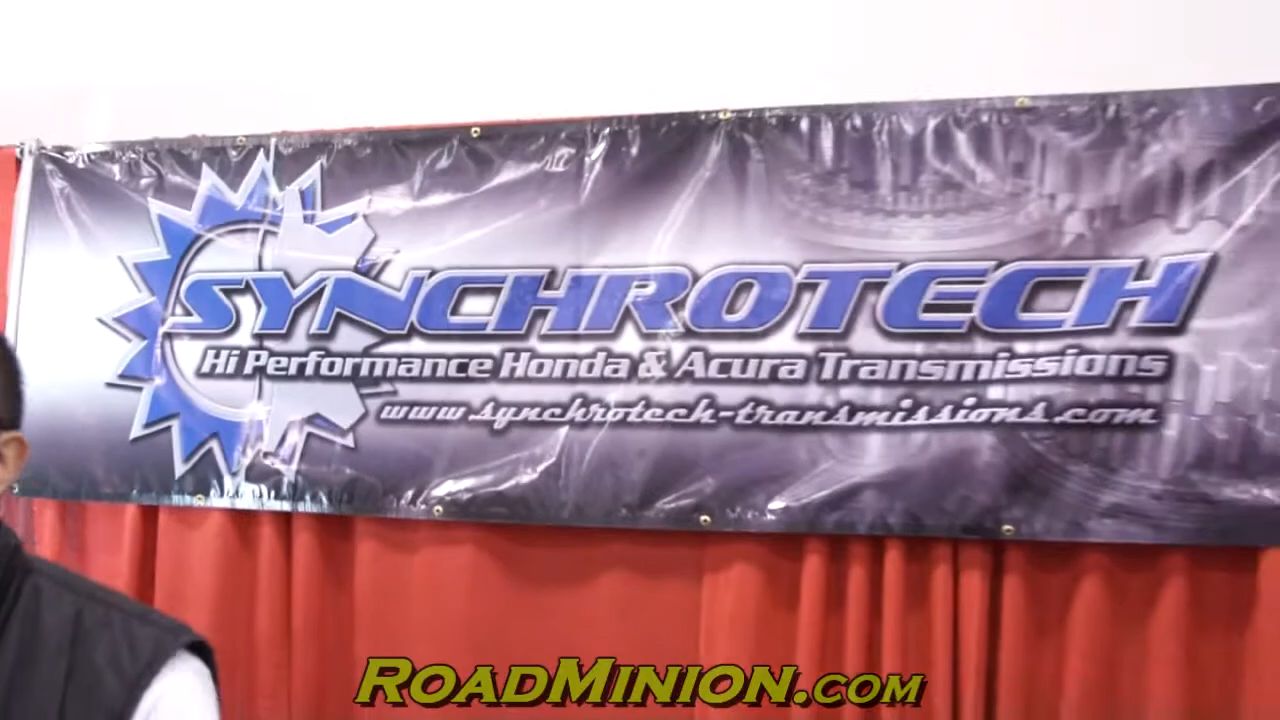 SYNCHROTECH
Hi Performance Honda & Acura Transmissions
www.synchrotech-transmissions.com
ROADMINION.COM